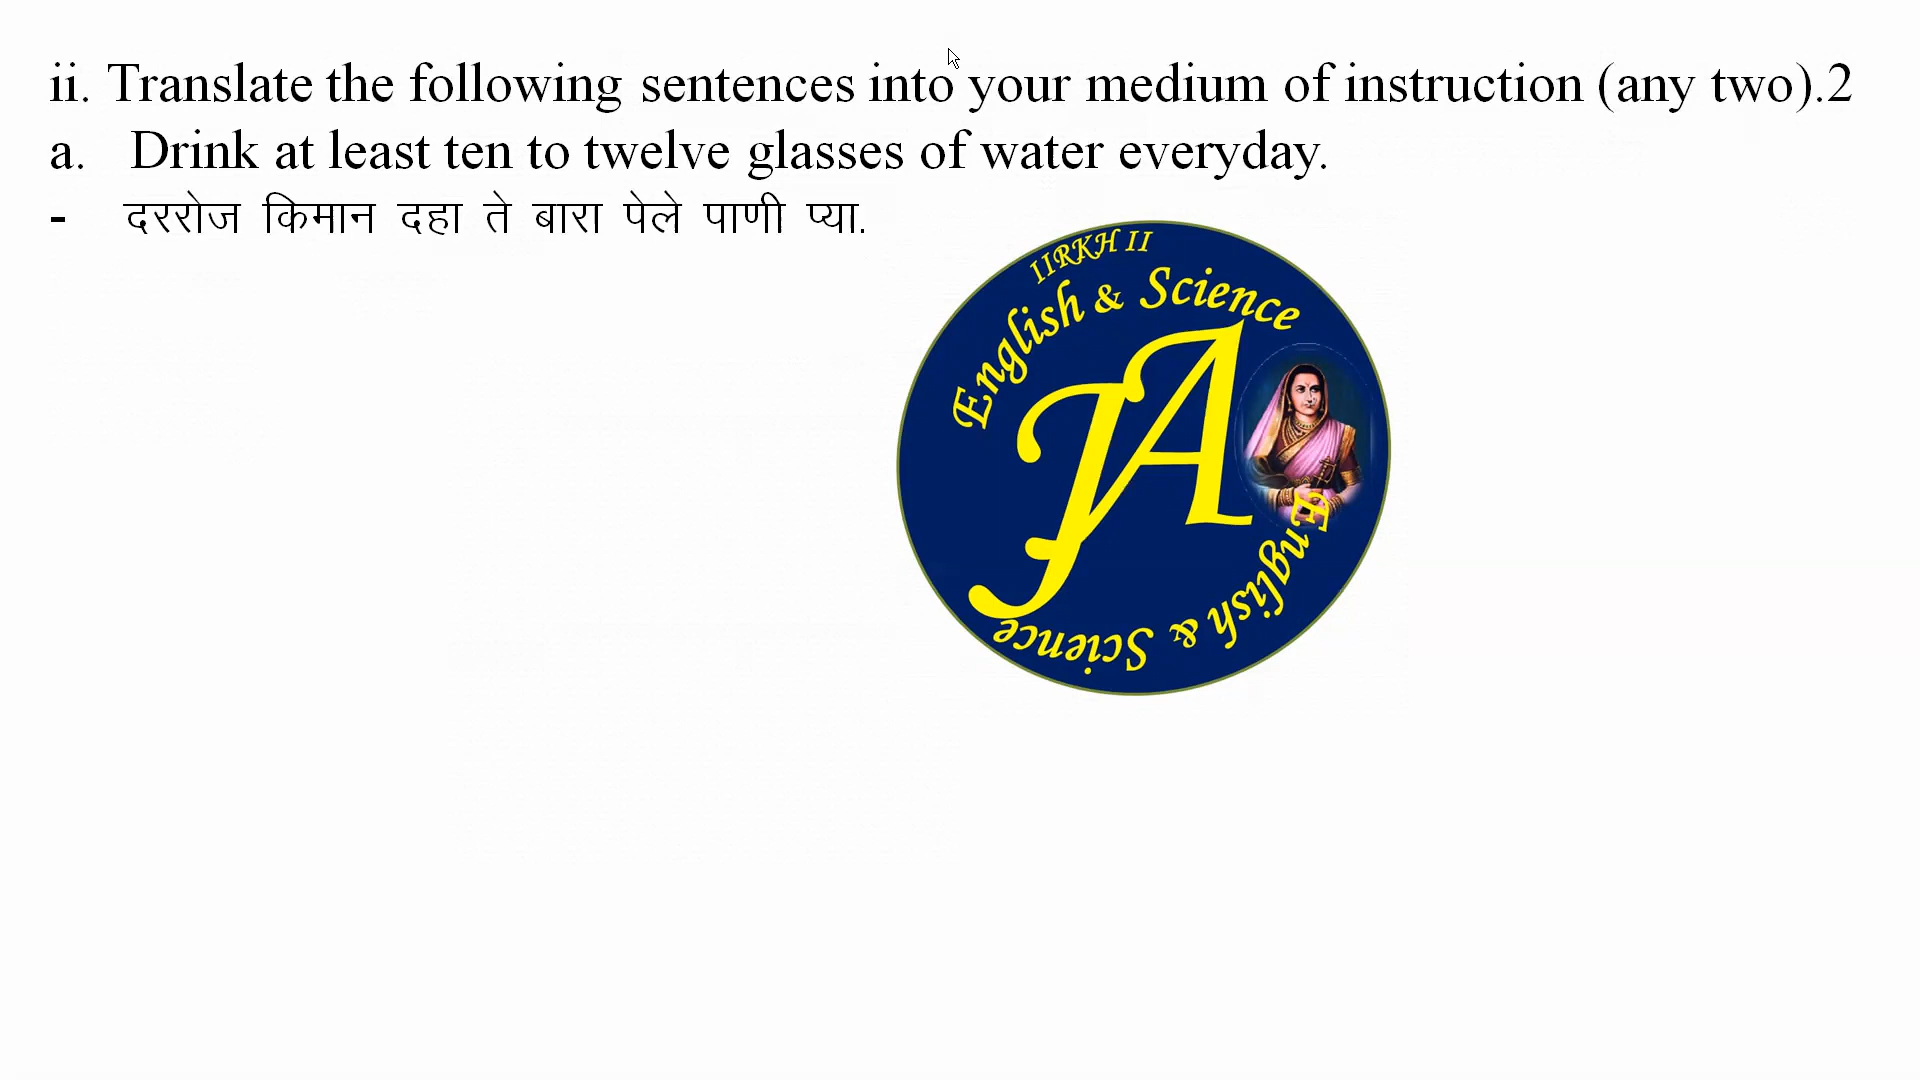 ii. Translate the following sentences into your medium of instruction (any two).2
a. Drink at least ten to twelve glasses of water everyday.
- दररोज किमान दहा ते बारा पेले पाणी प्या.
IIRKH II
English & Science
JA
English & Science